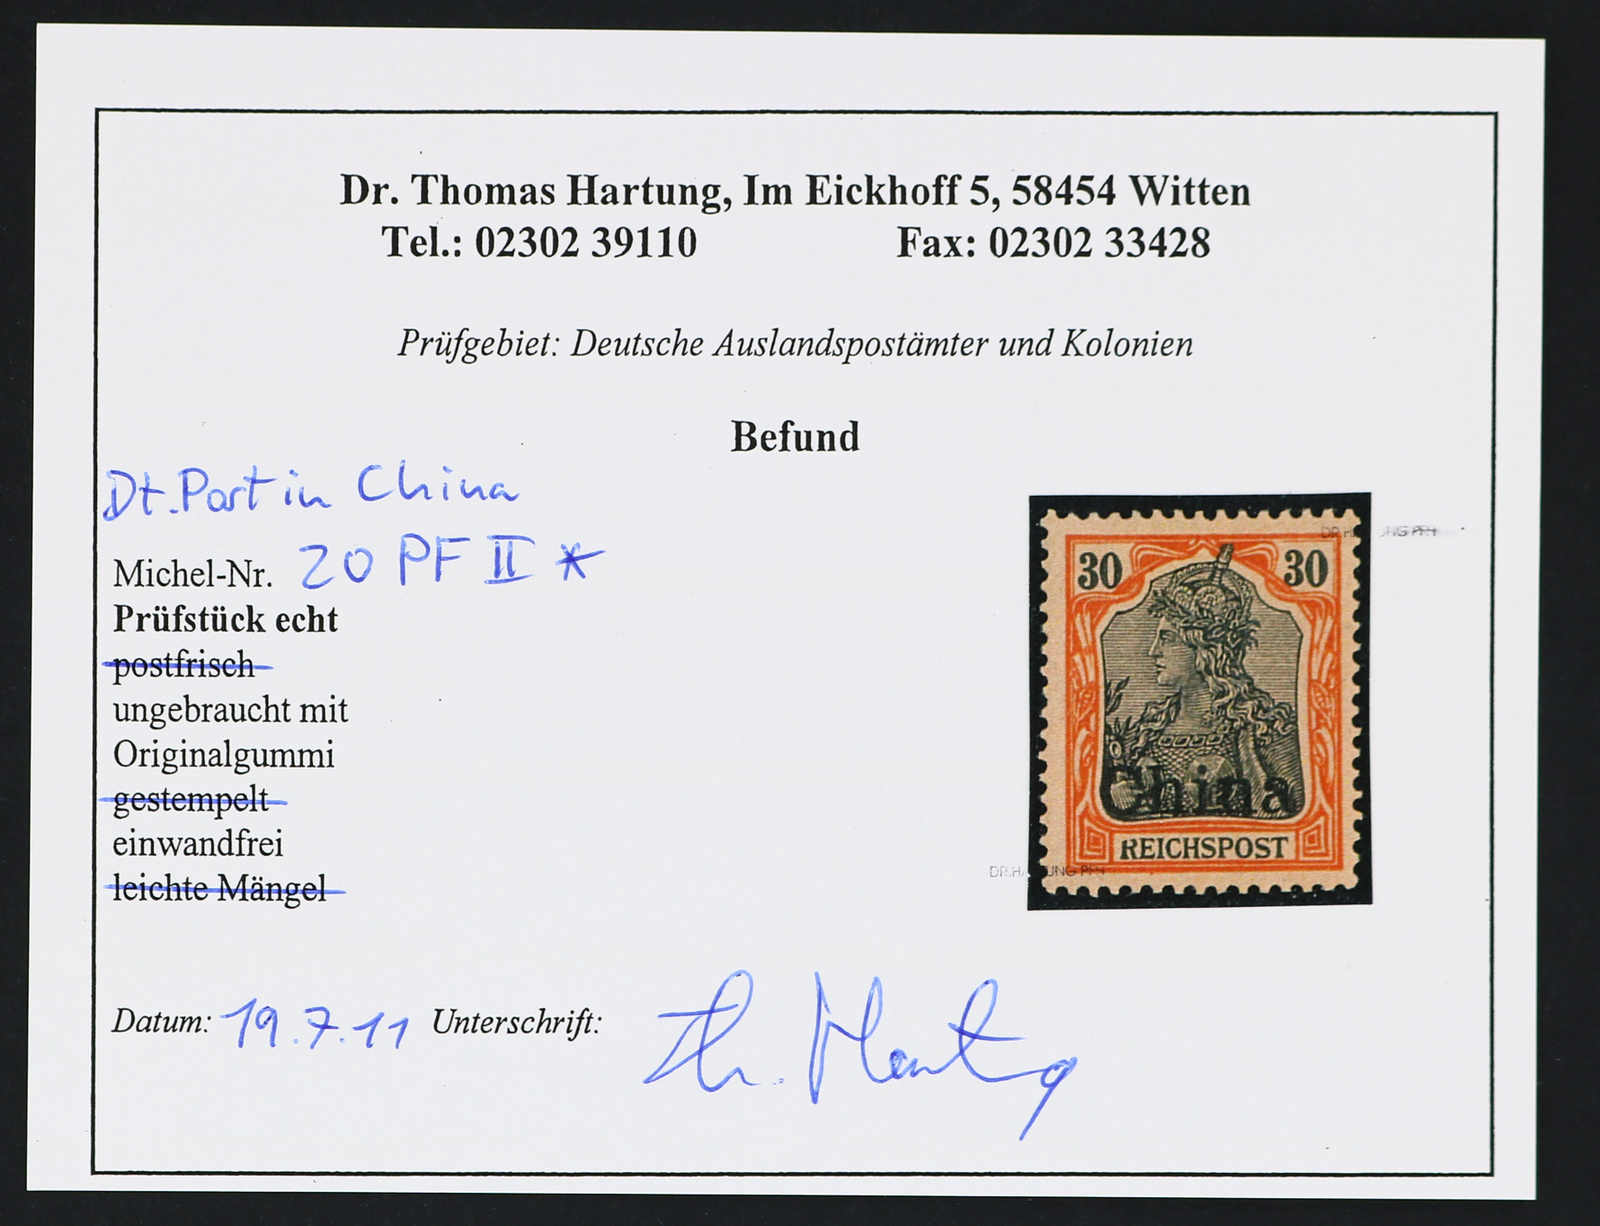 Dr. Thomas Hartung, Im Eickhoff 5, 58454 Witten
Tel.: 02302 39110 Fax: 02302 33428
Prüfgebiet: Deutsche Auslandspostämter und Kolonien
Befund
Dt. Post in China
Michel-Nr. 20 PF II *
Prüfstück echt
postfrisch
ungebraucht mit
Originalgummi
gestempelt
einwandfrei
leichte Mängel
30 30
China
REICHSPOST
Datum: 19.7.11 Unterschrift: Th. Hartung